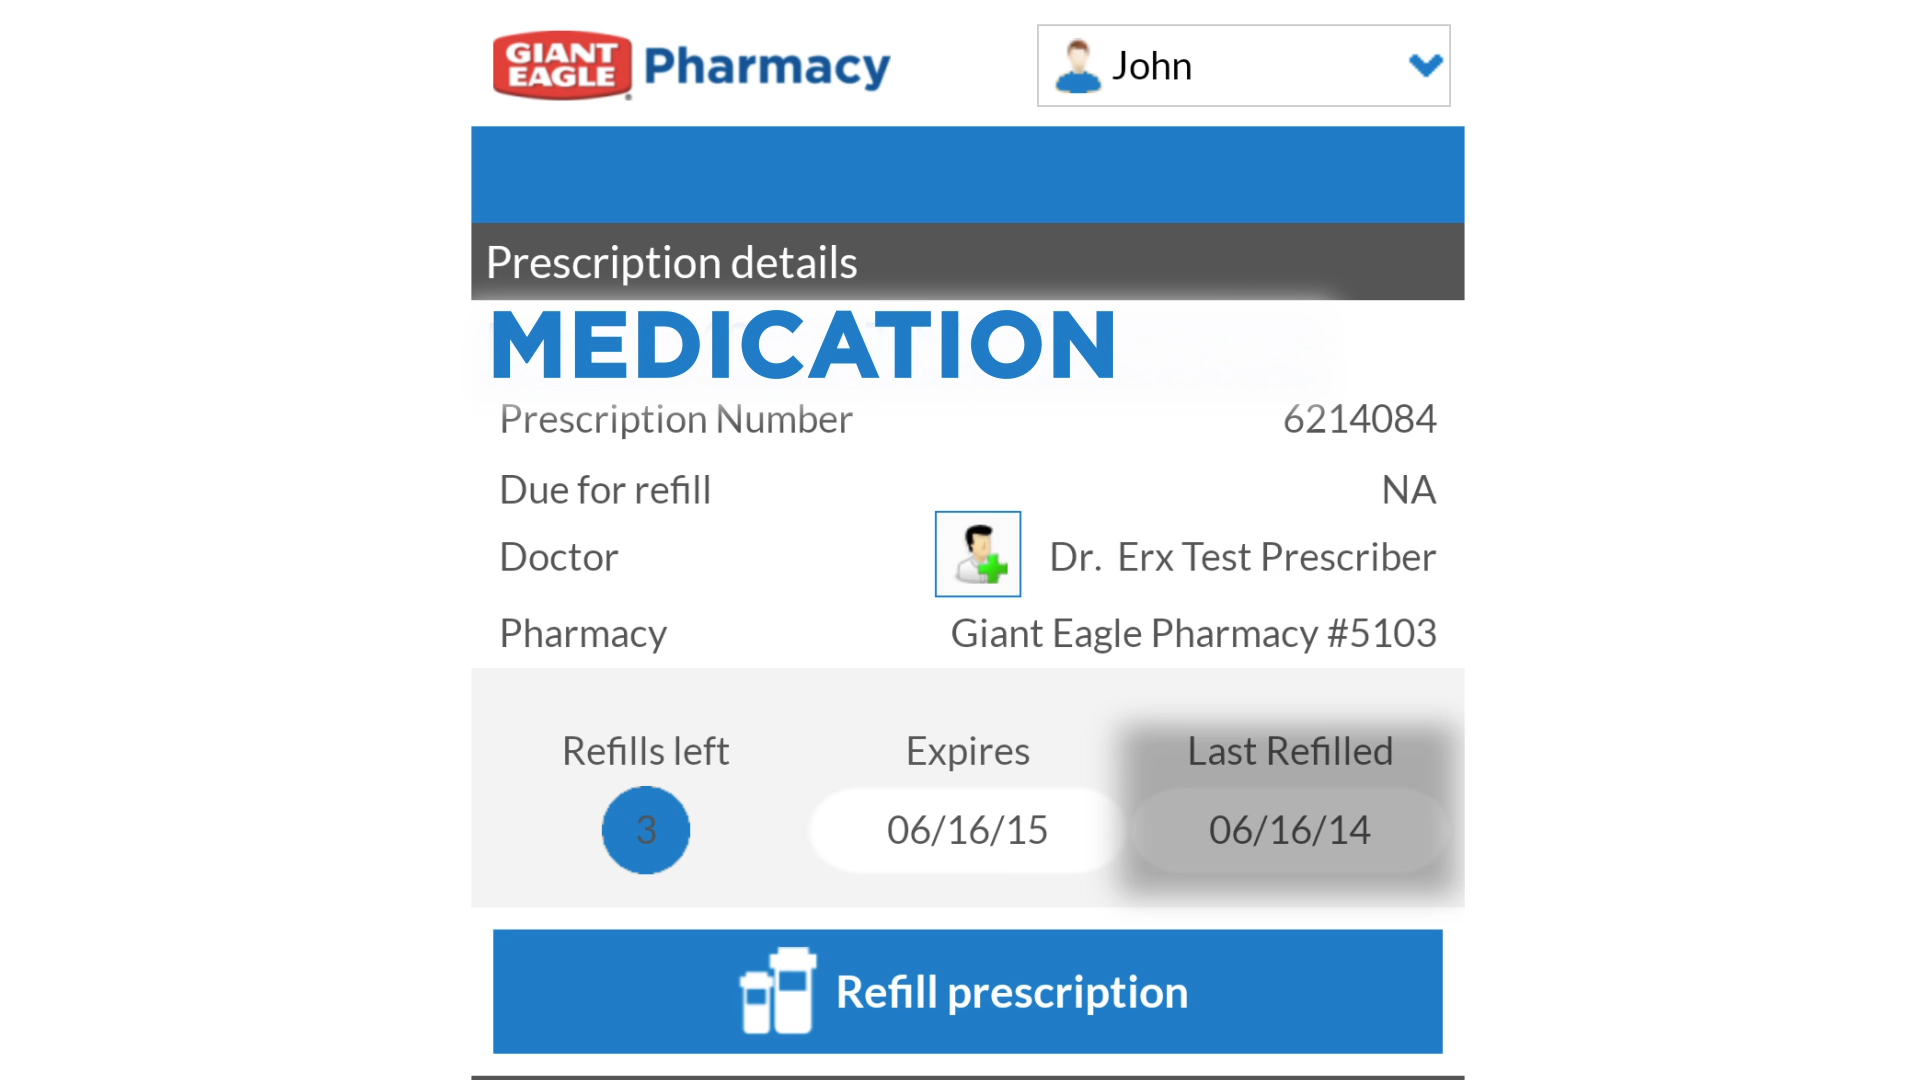 GIANT EAGLE Pharmacy
John
Prescription details
MEDICATION
Prescription Number 6214084
Due for refill NA
Doctor Dr. Erx Test Prescriber
Pharmacy Giant Eagle Pharmacy #5103
Refills left Expires Last Refilled
3 06/16/15 06/16/14
Refill prescription